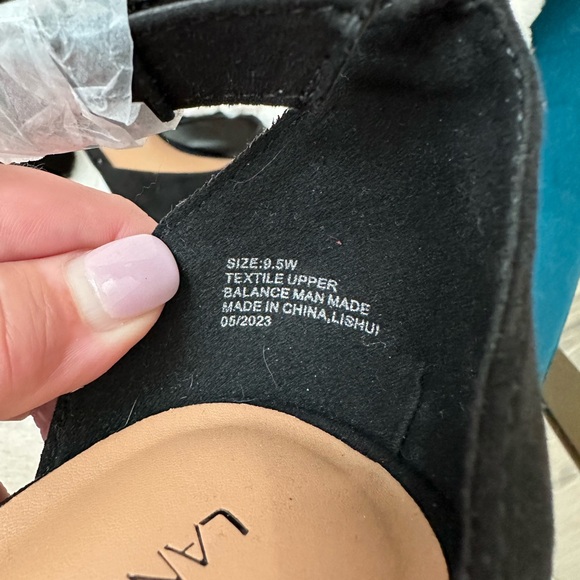 SIZE:9.5W
TEXTILE UPPER
BALANCE MAN MADE
MADE IN CHINA,LISHUI
05/2023